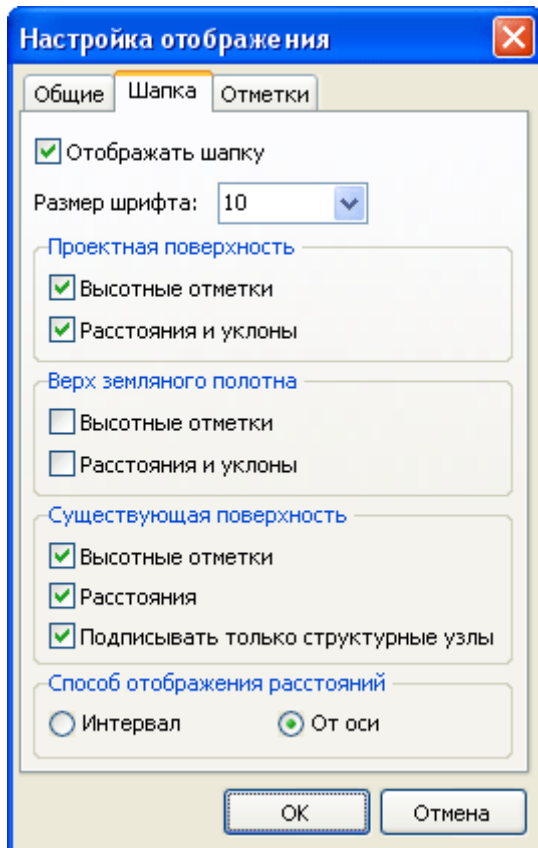 Настройка отображения
Общие Шапка Отметки
Отображать шапку
Размер шрифта: 10
Проектная поверхность
Высотные отметки
Расстояния и уклоны
Верх земляного полотна
Высотные отметки
Расстояния и уклоны
Существующая поверхность
Высотные отметки
Расстояния
Подписывать только структурные узлы
Способ отображения расстояний
Интервал От оси
ОК Отмена